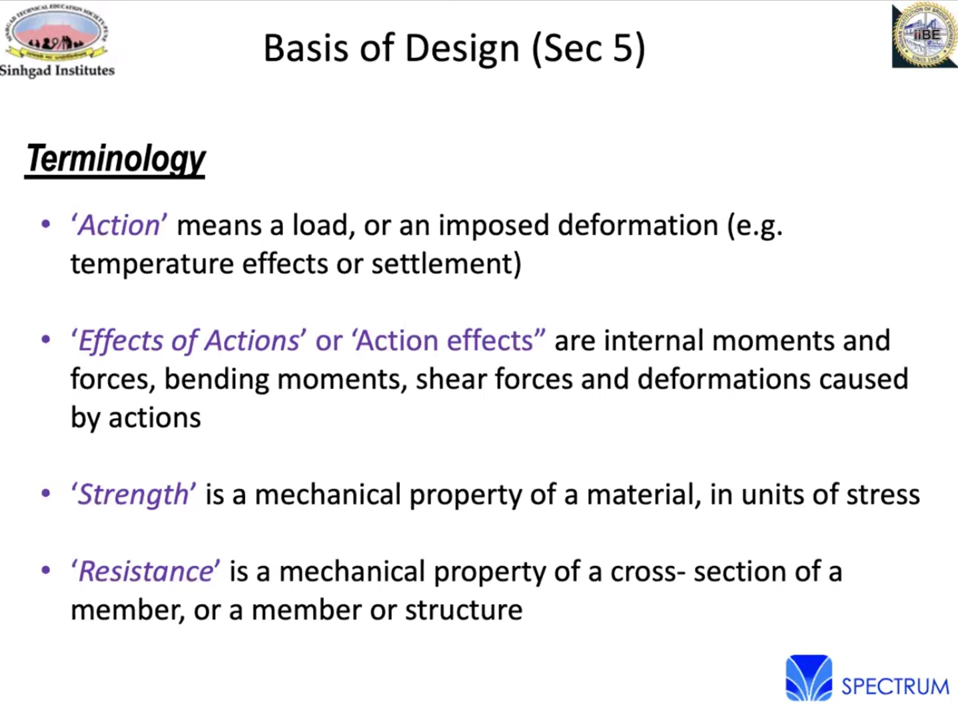 Sinhgad Institutes
Basis of Design (Sec 5)
iiBE
Terminology
• ‘Action’ means a load, or an imposed deformation (e.g.
temperature effects or settlement)
• ‘Effects of Actions’ or ‘Action effects” are internal moments and
forces, bending moments, shear forces and deformations caused
by actions
• ‘Strength’ is a mechanical property of a material, in units of stress
• ‘Resistance’ is a mechanical property of a cross- section of a
member, or a member or structure
SPECTRUM